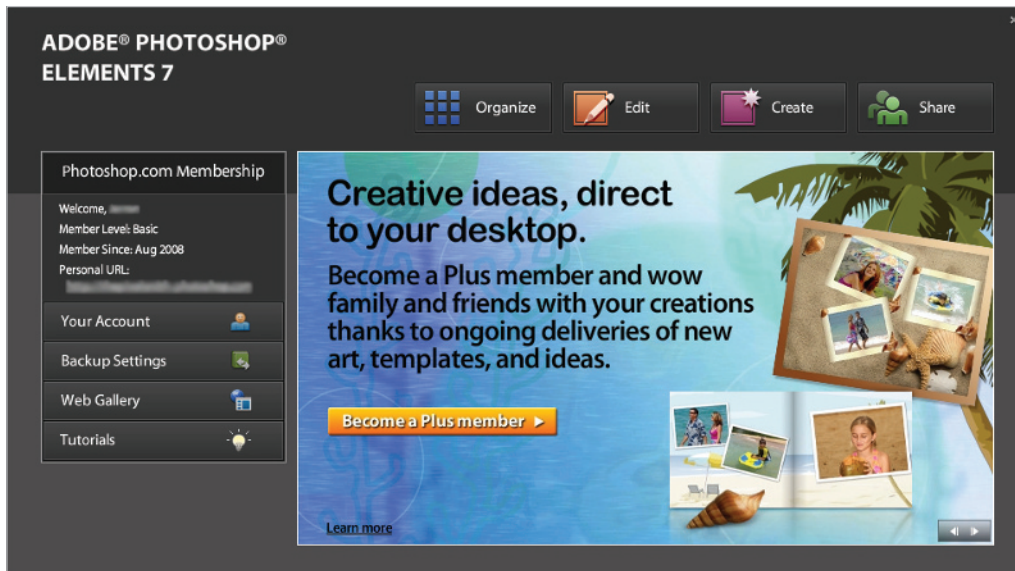 ADOBE® PHOTOSHOP®
ELEMENTS 7
Organize
Edit
Create
Share
Photoshop.com Membership
Welcome,
Member Level: Basic
Member Since: Aug 2008
Personal URL:
Your Account
Backup Settings
Web Gallery
Tutorials
Creative ideas, direct
to your desktop.
Become a Plus member and wow
family and friends with your creations
thanks to ongoing deliveries of new
art, templates, and ideas.
Become a Plus member
Learn more